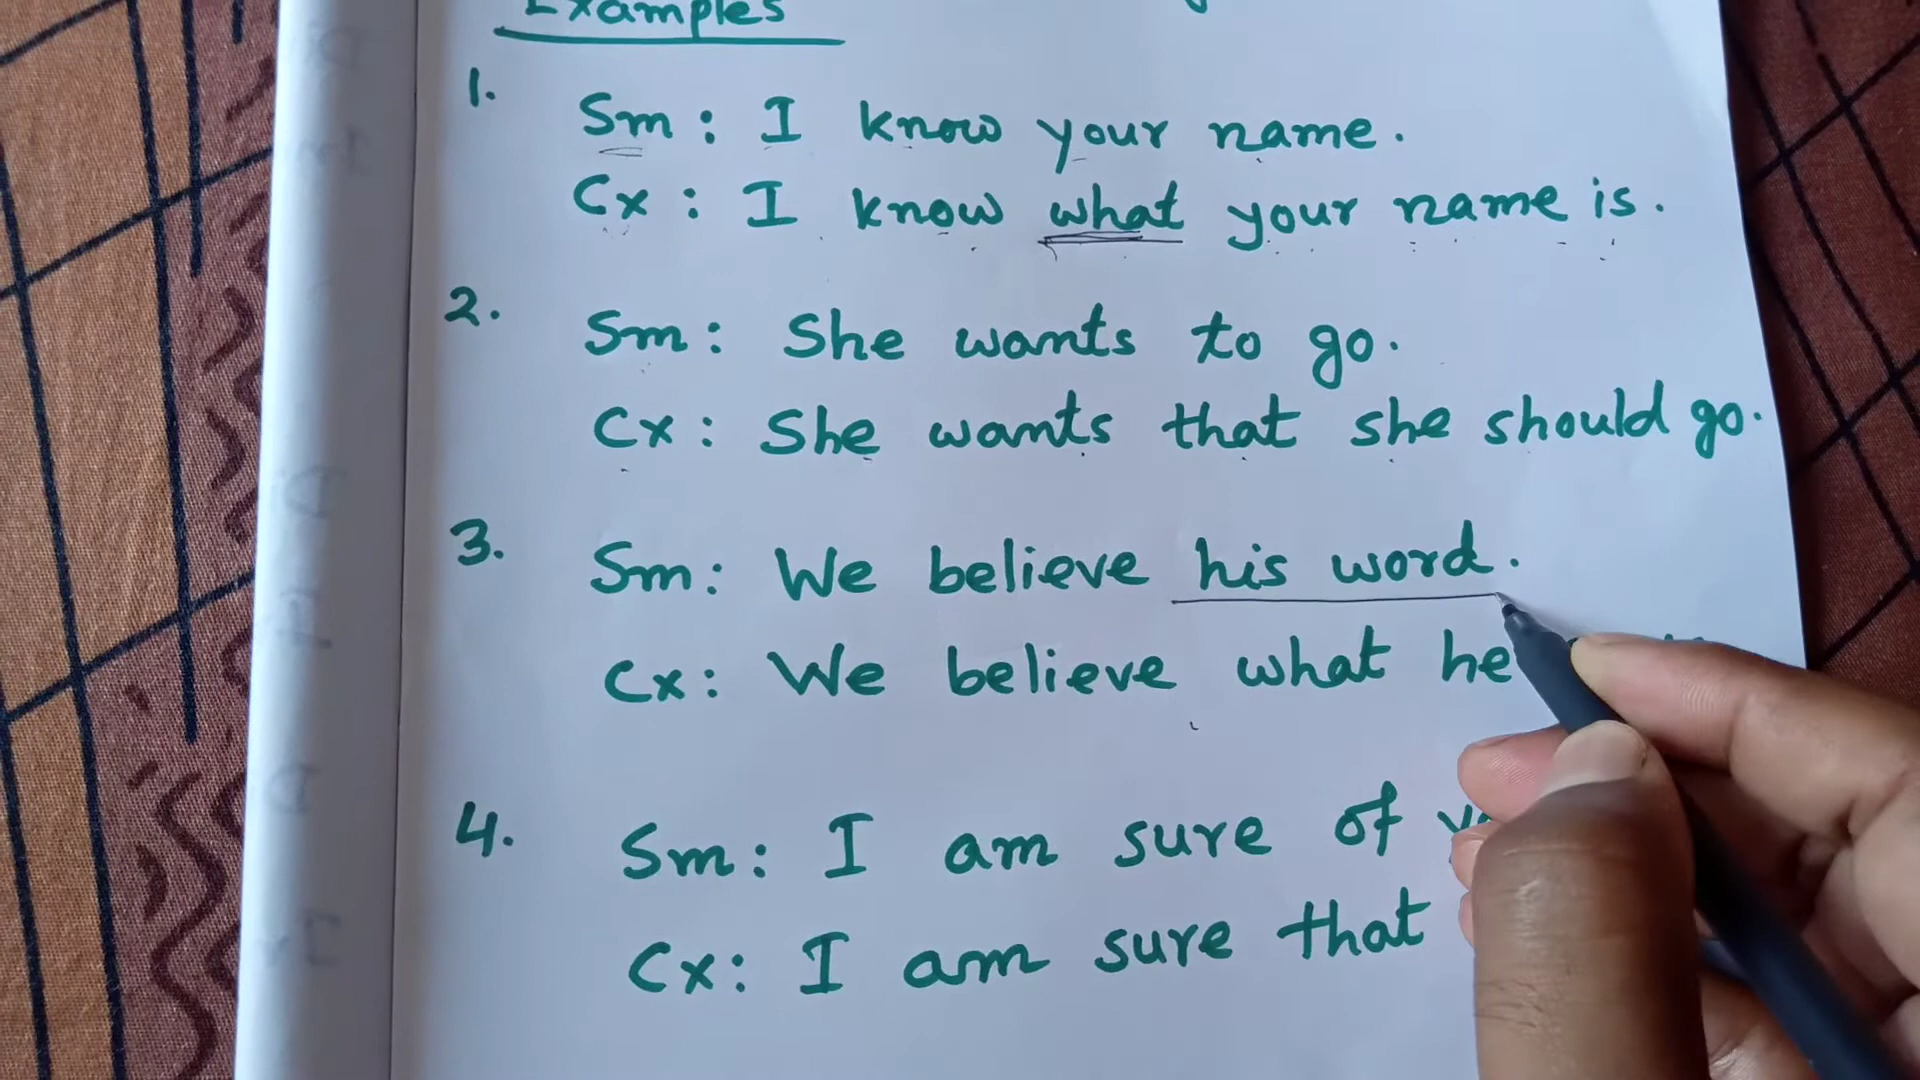 Examples
1.
Sm: I know your name.
Cx: I know what your name is.
2.
Sm: She wants to go.
Cx: She wants that she should go.
3.
Sm: We believe his word.
Cx: We believe what he
4.
Sm: I am sure of
Cx: I am sure that